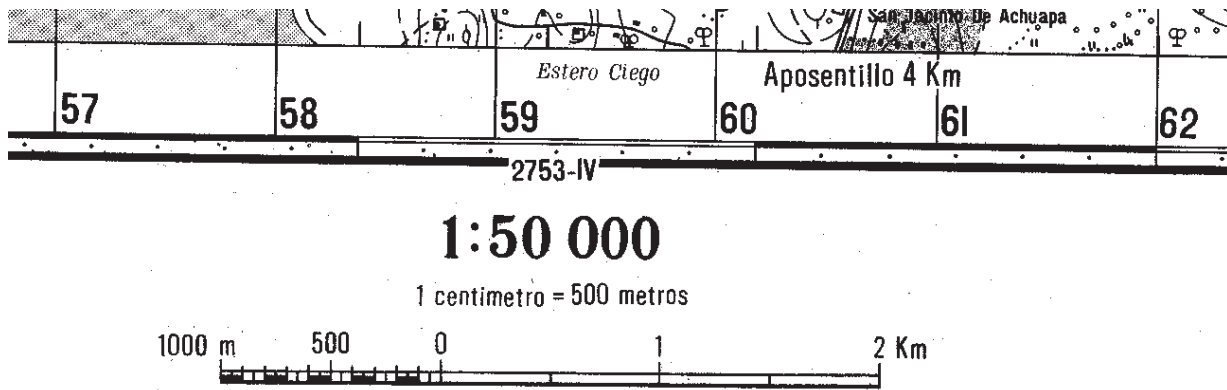 San Jacinto De Achuapa
Estero Ciego
Aposentillo 4 Km
57 58 59 60 61 62
2753-IV
1:50 000
1 centimetro = 500 metros
1000 m 500 0 1 2 Km